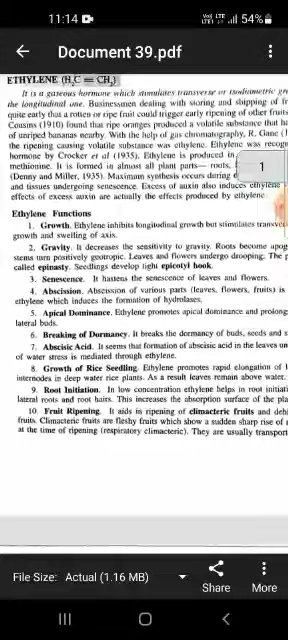 11:14
Vo) LTE
LTE1
54%
Document 39.pdf
ETHYLENE (H₂C = CH₂)
It is a gaseous hormone which stimulates transverse or isodiametric gr
the longitudinal one. Businessmen dealing with storing and shipping of fr
quite early that a rotten or ripe fruit could trigger early ripening of other fruits
Cousins (1910) found that ripe oranges produced a volatile substance that ha
of unriped bananas nearby. With the help of gas chromatography, R. Gane (1
the ripening causing volatile substance was ethylene. Ethylene was recogn
hormone by Crocker et al (1935). Ethylene is produced in
methionine. It is formed in almost all plant parts— roots,
(Denny and Miller, 1935). Maximum synthesis occurs during
and tissues undergoing senescence. Excess of auxin also induces ethylene
effects of excess auxin are actually the effects produced by ethylene
1
Ethylene Functions
1. Growth. Ethylene inhibits longitudinal growth but stimulates transver
growth and swelling of axis.
2. Gravity. It decreases the sensitivity to gravity. Roots become apog
stems turn positively geotropic. Leaves and flowers undergo drooping. The p
called epinasty. Seedlings develop tight epicotyl hook.
3. Senescence. It hastens the senescence of leaves and flowers.
4. Abscission. Abscission of various parts (leaves, flowers, fruits) is
ethylene which induces the formation of hydrolases.
5. Apical Dominance. Ethylene promotes apical dominance and prolong
lateral buds.
6. Breaking of Dormancy. It breaks the dormancy of buds, seeds and s
7. Abscisic Acid. It seems that formation of abscisic acid in the leaves un
of water stress is mediated through ethylene.
8. Growth of Rice Seedling. Ethylene promotes rapid elongation of l
internodes in deep water rice plants. As a result leaves remain above water.
9. Root Initiation. In low concentration ethylene helps in root initiati
lateral roots and root hairs. This increases the absorption surface of the pla
10. Fruit Ripening. It aids in ripening of climacteric fruits and dehi
fruits. Climacteric fruits are fleshy fruits which show a sudden sharp rise of r
at the time of ripening (respiratory climacteric). They are usually transport
File Size: Actual (1.16 MB)
Share
More